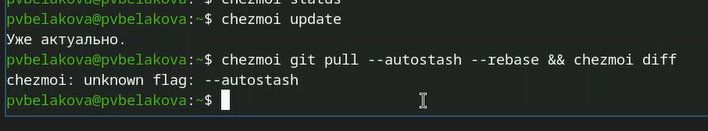 pvbelakova@pvbelakova:~$ chezmoi status
pvbelakova@pvbelakova:~$ chezmoi update
Уже актуально.
pvbelakova@pvbelakova:~$ chezmoi git pull --autostash --rebase && chezmoi diff
chezmoi: unknown flag: --autostash
pvbelakova@pvbelakova:~$